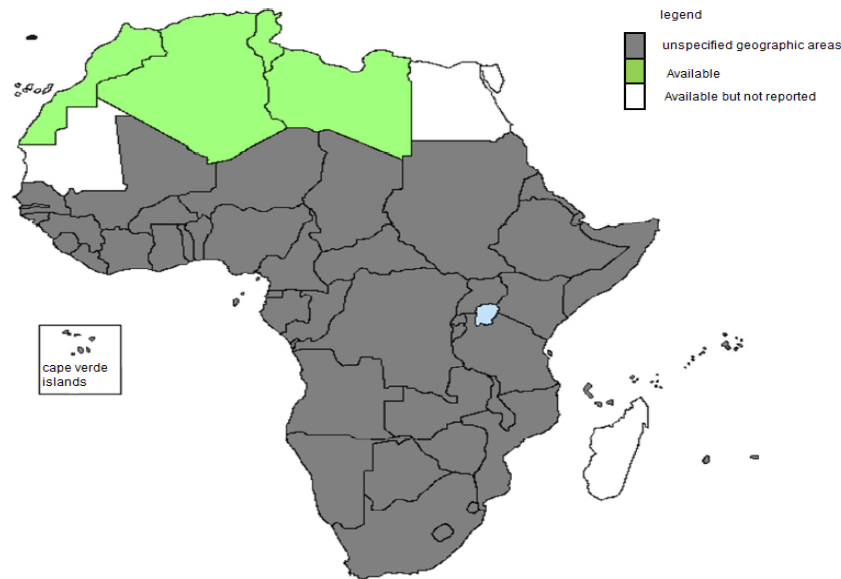 legend
unspecified geographic areas
Available
Available but not reported
cape verde
islands